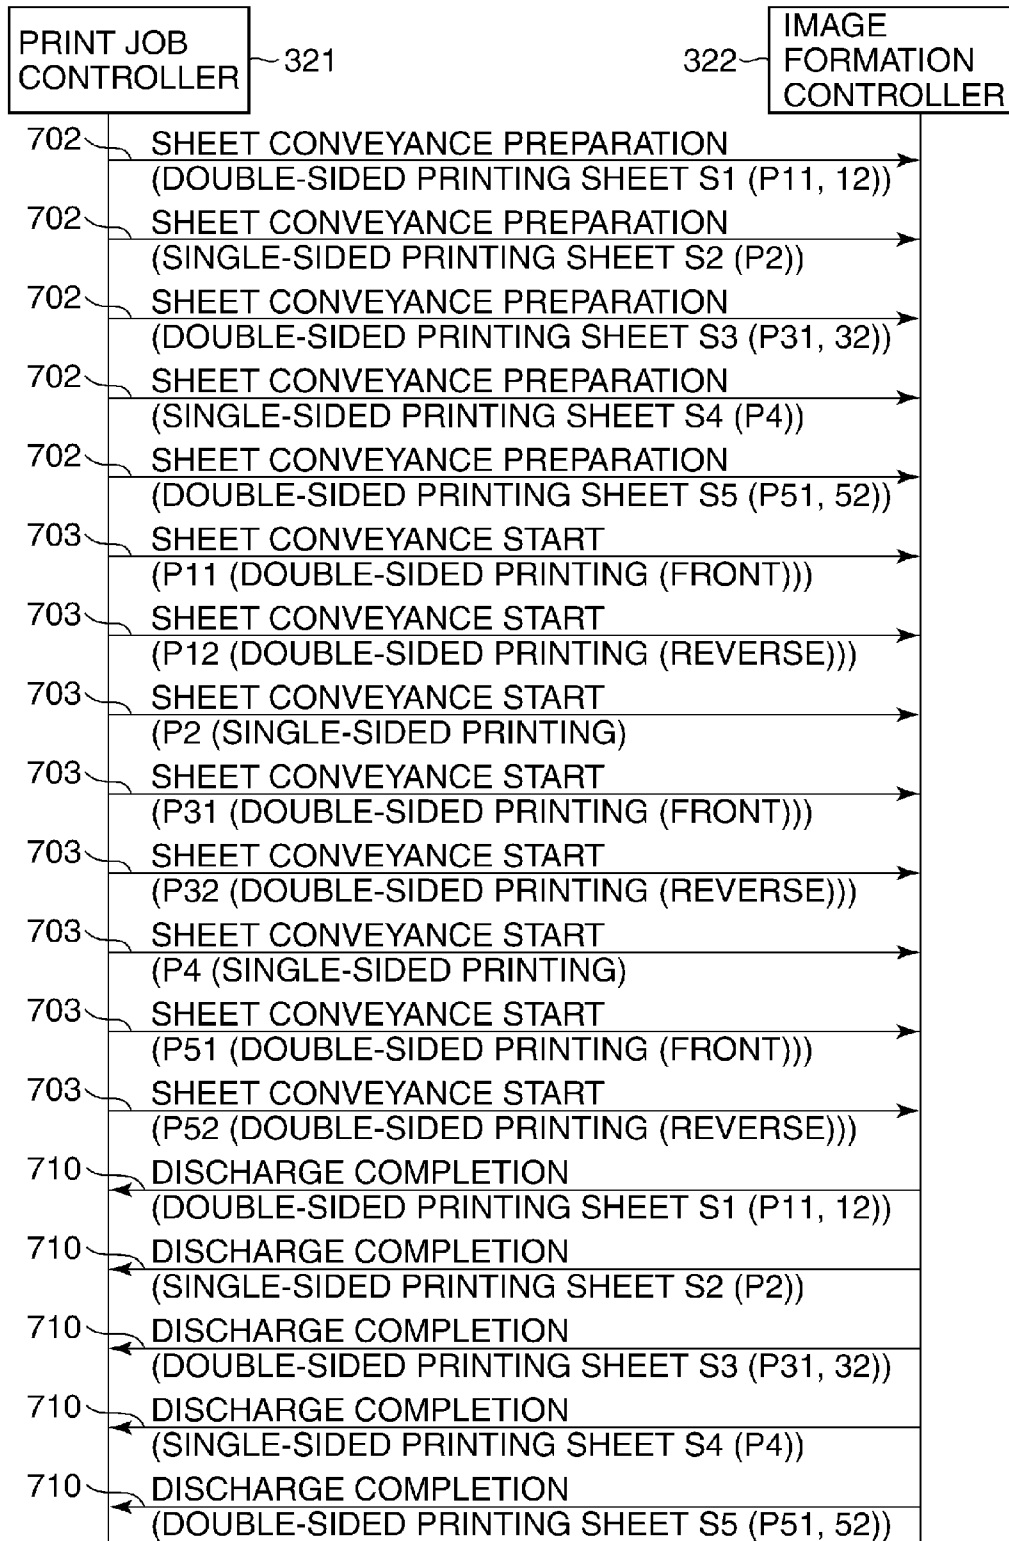 PRINT JOB
CONTROLLER
321
322
IMAGE
FORMATION
CONTROLLER
702
SHEET CONVEYANCE PREPARATION
(DOUBLE-SIDED PRINTING SHEET S1 (P11, 12))
702
SHEET CONVEYANCE PREPARATION
(SINGLE-SIDED PRINTING SHEET S2 (P2))
702
SHEET CONVEYANCE PREPARATION
(DOUBLE-SIDED PRINTING SHEET S3 (P31, 32))
702
SHEET CONVEYANCE PREPARATION
(SINGLE-SIDED PRINTING SHEET S4 (P4))
702
SHEET CONVEYANCE PREPARATION
(DOUBLE-SIDED PRINTING SHEET S5 (P51, 52))
703
SHEET CONVEYANCE START
(P11 (DOUBLE-SIDED PRINTING (FRONT)))
703
SHEET CONVEYANCE START
(P12 (DOUBLE-SIDED PRINTING (REVERSE)))
703
SHEET CONVEYANCE START
(P2 (SINGLE-SIDED PRINTING)
703
SHEET CONVEYANCE START
(P31 (DOUBLE-SIDED PRINTING (FRONT)))
703
SHEET CONVEYANCE START
(P32 (DOUBLE-SIDED PRINTING (REVERSE)))
703
SHEET CONVEYANCE START
(P4 (SINGLE-SIDED PRINTING)
703
SHEET CONVEYANCE START
(P51 (DOUBLE-SIDED PRINTING (FRONT)))
703
SHEET CONVEYANCE START
(P52 (DOUBLE-SIDED PRINTING (REVERSE)))
710
DISCHARGE COMPLETION
(DOUBLE-SIDED PRINTING SHEET S1 (P11, 12))
710
DISCHARGE COMPLETION
(SINGLE-SIDED PRINTING SHEET S2 (P2))
710
DISCHARGE COMPLETION
(DOUBLE-SIDED PRINTING SHEET S3 (P31, 32))
710
DISCHARGE COMPLETION
(SINGLE-SIDED PRINTING SHEET S4 (P4))
710
DISCHARGE COMPLETION
(DOUBLE-SIDED PRINTING SHEET S5 (P51, 52))